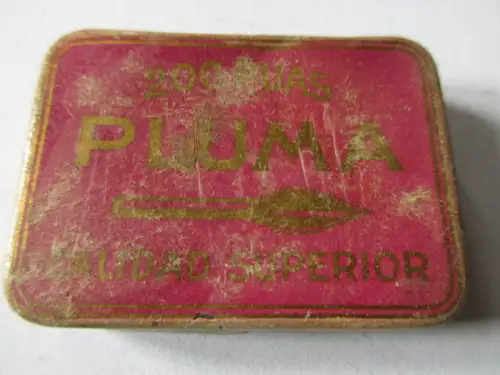 200 PUAS
PLUMA
CALIDAD SUPERIOR